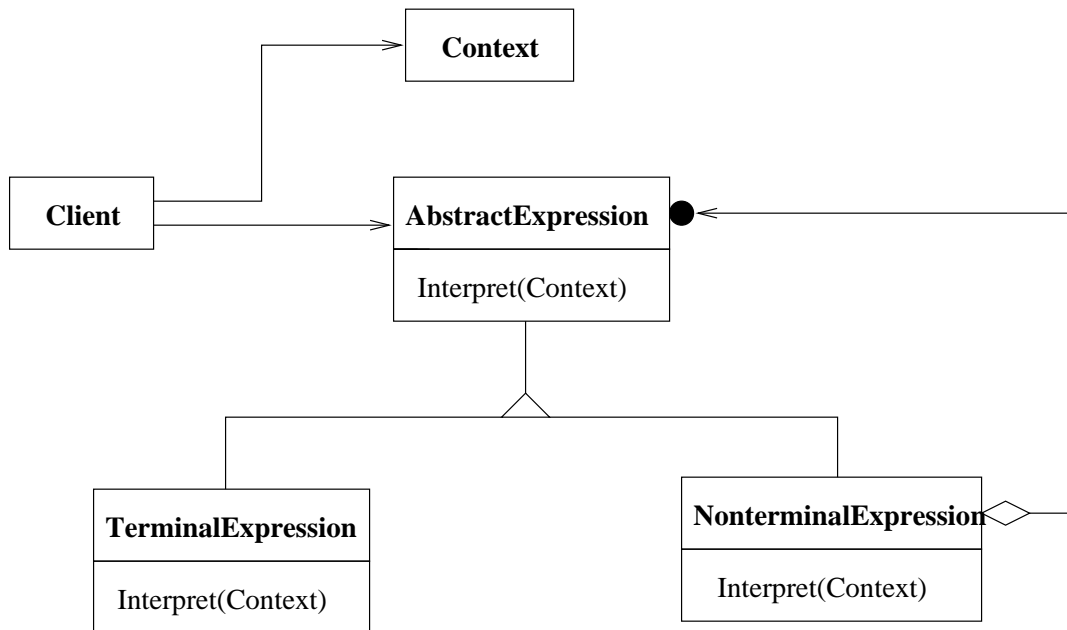 Context
Client
AbstractExpression
Interpret(Context)
TerminalExpression
Interpret(Context)
NonterminalExpression
Interpret(Context)